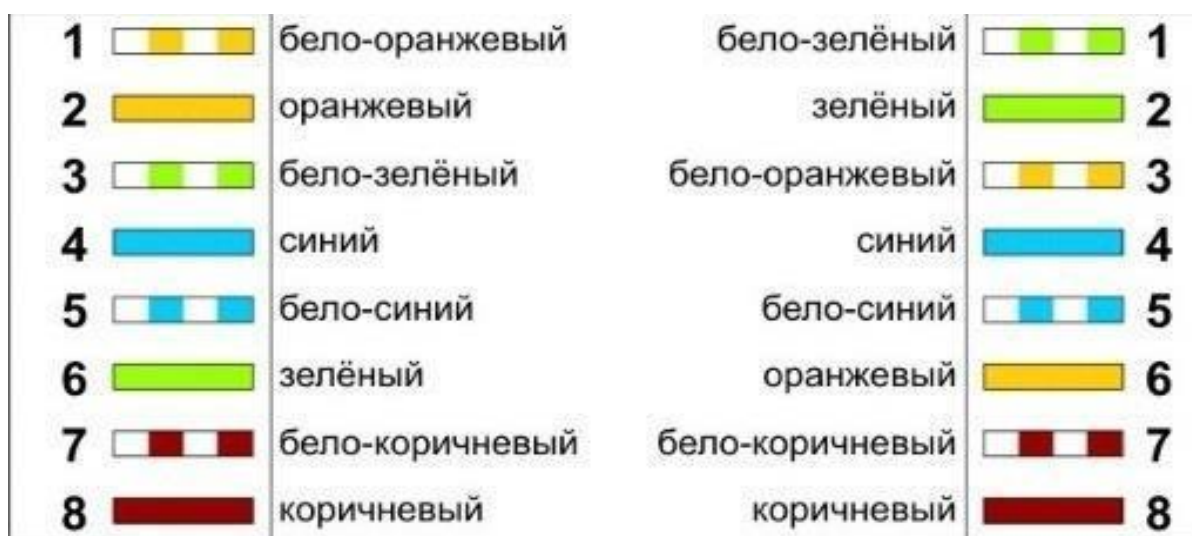 1 бело-оранжевый бело-зелёный 1
2 оранжевый зелёный 2
3 бело-зелёный бело-оранжевый 3
4 синий синий 4
5 бело-синий бело-синий 5
6 зелёный оранжевый 6
7 бело-коричневый бело-коричневый 7
8 коричневый коричневый 8